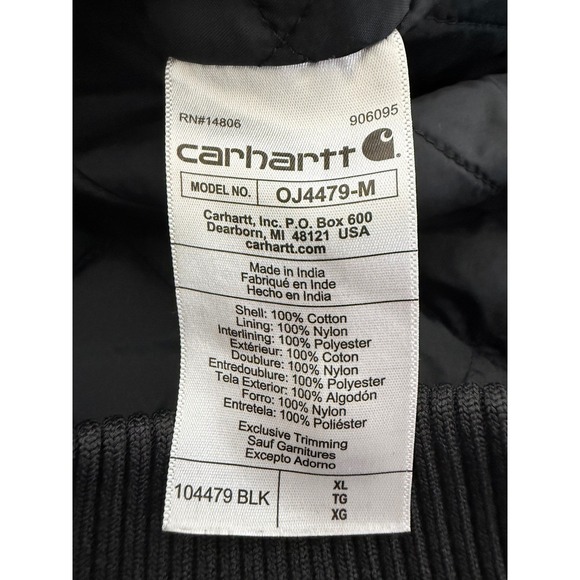 RN#14806 906095
carhartt
MODEL NO. OJ4479-M
Carhartt, Inc. P.O. Box 600
Dearborn, MI 48121 USA
carhartt.com
Made in India
Fabriqué en Inde
Hecho en India
Shell: 100% Cotton
Lining: 100% Nylon
Interlining: 100% Polyester
Extérieur: 100% Coton
Doublure: 100% Nylon
Entredoublure: 100% Polyester
Tela Exterior: 100% Algodón
Forro: 100% Nylon
Entretela: 100% Poliéster
Exclusive Trimming
Sauf Garnitures
Excepto Adorno
104479 BLK
XL
TG
XG